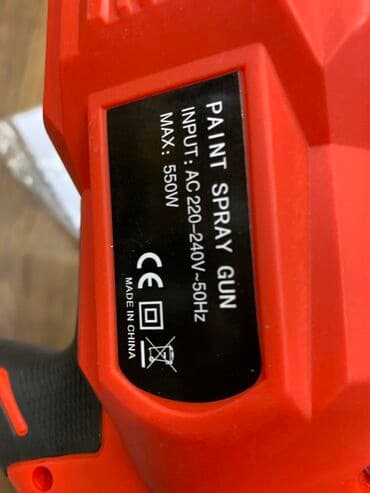 PAINT SPRAY GUN
INPUT: AC 220-240V~50Hz
MAX: 550W
CE
MADE IN CHINA